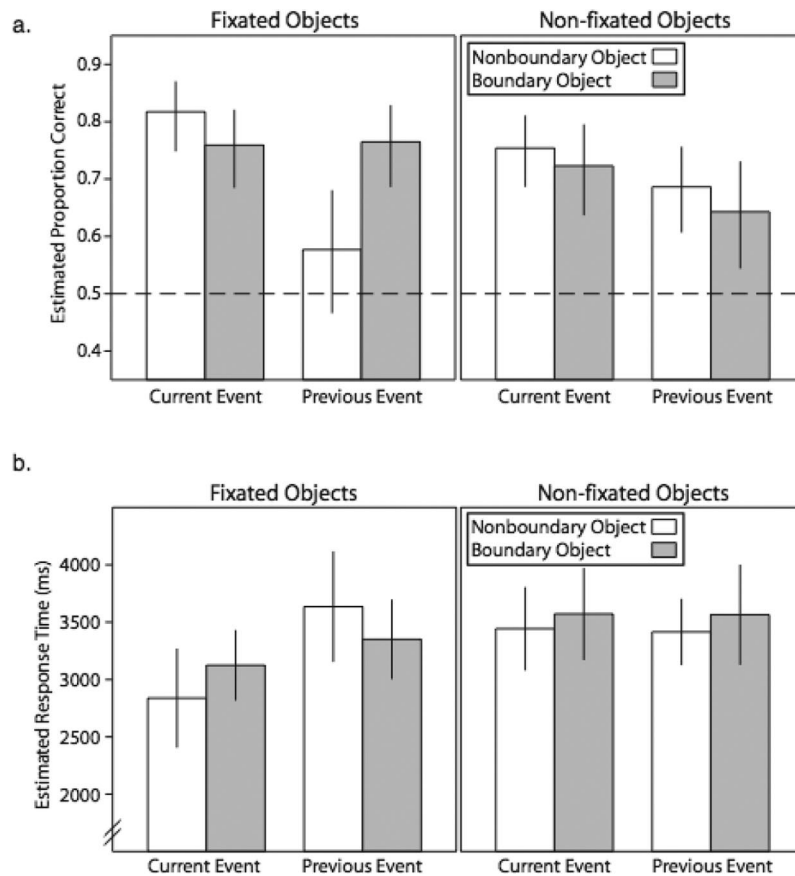 a.
Fixated Objects
Non-fixated Objects
Nonboundary Object
Boundary Object
Estimated Proportion Correct
0.9
0.8
0.7
0.6
0.5
0.4
Current Event
Previous Event
Current Event
Previous Event
b.
Fixated Objects
Non-fixated Objects
Nonboundary Object
Boundary Object
Estimated Response Time (ms)
4000
3500
3000
2500
2000
Current Event
Previous Event
Current Event
Previous Event